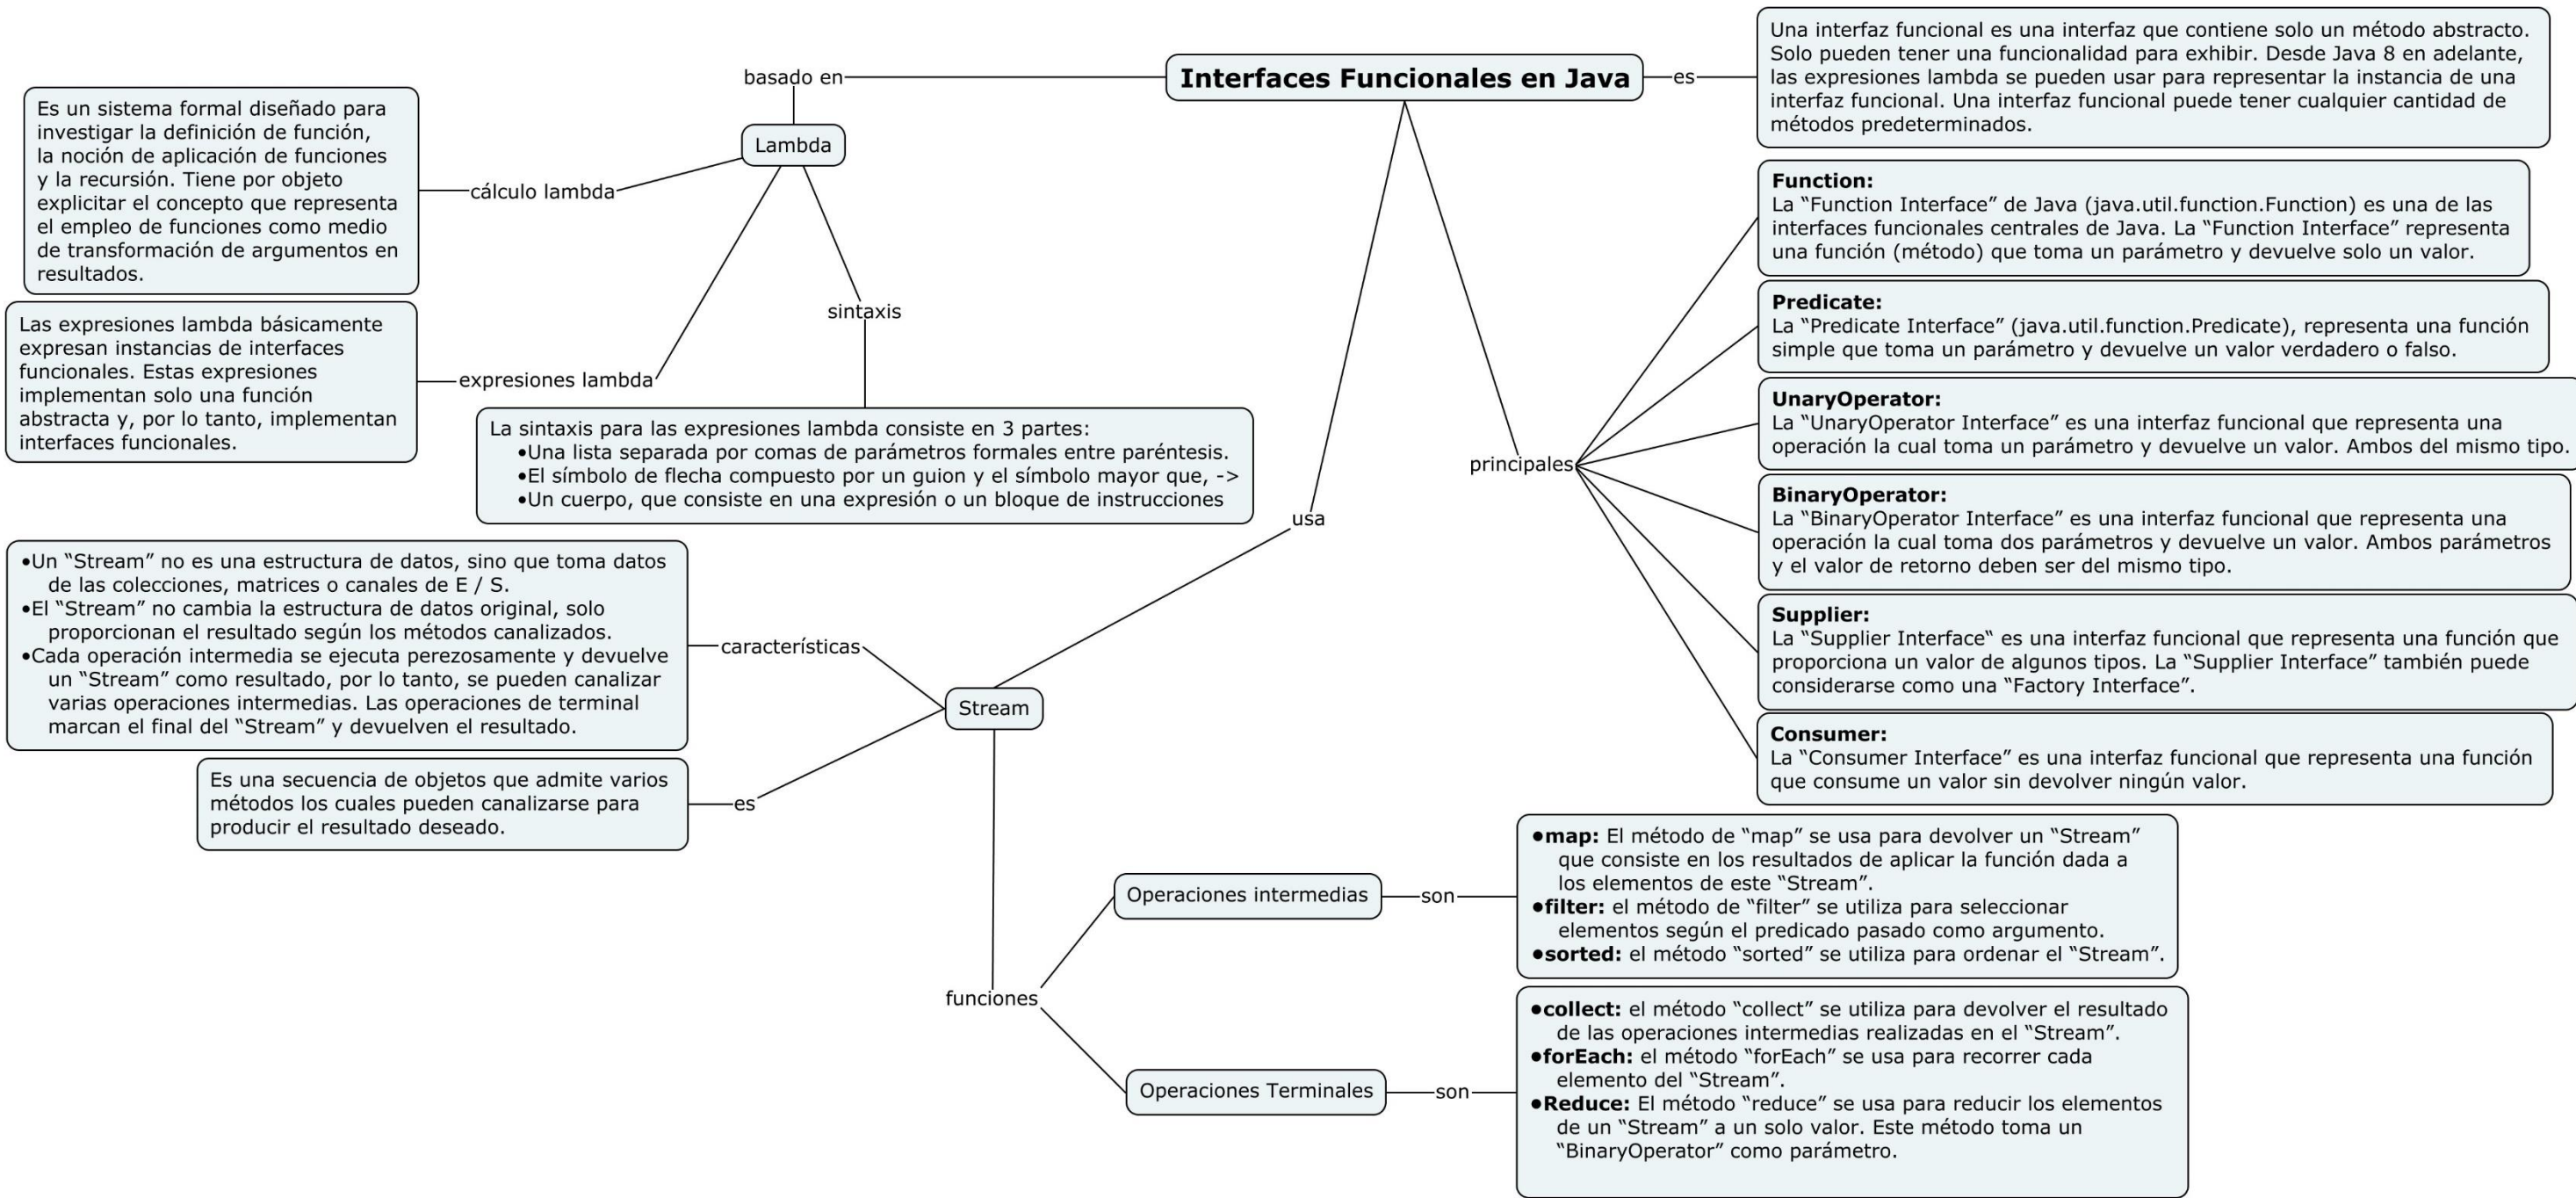 Interfaces Funcionales en Java
es
Una interfaz funcional es una interfaz que contiene solo un método abstracto.
Solo pueden tener una funcionalidad para exhibir. Desde Java 8 en adelante,
las expresiones lambda se pueden usar para representar la instancia de una
interfaz funcional. Una interfaz funcional puede tener cualquier cantidad de
métodos predeterminados.
basado en
Lambda
cálculo lambda
Es un sistema formal diseñado para
investigar la definición de función,
la noción de aplicación de funciones
y la recursión. Tiene por objeto
explicitar el concepto que representa
el empleo de funciones como medio
de transformación de argumentos en
resultados.
expresiones lambda
Las expresiones lambda básicamente
expresan instancias de interfaces
funcionales. Estas expresiones
implementan solo una función
abstracta y, por lo tanto, implementan
interfaces funcionales.
sintaxis
La sintaxis para las expresiones lambda consiste en 3 partes:
•Una lista separada por comas de parámetros formales entre paréntesis.
•El símbolo de flecha compuesto por un guion y el símbolo mayor que, ->
•Un cuerpo, que consiste en una expresión o un bloque de instrucciones
principales
Function:
La “Function Interface” de Java (java.util.function.Function) es una de las
interfaces funcionales centrales de Java. La “Function Interface” representa
una función (método) que toma un parámetro y devuelve solo un valor.
Predicate:
La “Predicate Interface” (java.util.function.Predicate), representa una función
simple que toma un parámetro y devuelve un valor verdadero o falso.
UnaryOperator:
La “UnaryOperator Interface” es una interfaz funcional que representa una
operación la cual toma un parámetro y devuelve un valor. Ambos del mismo tipo.
BinaryOperator:
La “BinaryOperator Interface” es una interfaz funcional que representa una
operación la cual toma dos parámetros y devuelve un valor. Ambos parámetros
y el valor de retorno deben ser del mismo tipo.
Supplier:
La “Supplier Interface“ es una interfaz funcional que representa una función que
proporciona un valor de algunos tipos. La “Supplier Interface” también puede
considerarse como una “Factory Interface”.
Consumer:
La “Consumer Interface” es una interfaz funcional que representa una función
que consume un valor sin devolver ningún valor.
usa
Stream
características
•Un “Stream” no es una estructura de datos, sino que toma datos
de las colecciones, matrices o canales de E / S.
•El “Stream” no cambia la estructura de datos original, solo
proporcionan el resultado según los métodos canalizados.
•Cada operación intermedia se ejecuta perezosamente y devuelve
un “Stream” como resultado, por lo tanto, se pueden canalizar
varias operaciones intermedias. Las operaciones de terminal
marcan el final del “Stream” y devuelven el resultado.
es
Es una secuencia de objetos que admite varios
métodos los cuales pueden canalizarse para
producir el resultado deseado.
funciones
Operaciones intermedias
son
•map: El método de “map” se usa para devolver un “Stream”
que consiste en los resultados de aplicar la función dada a
los elementos de este “Stream”.
•filter: el método de “filter” se utiliza para seleccionar
elementos según el predicado pasado como argumento.
•sorted: el método “sorted” se utiliza para ordenar el “Stream”.
Operaciones Terminales
son
•collect: el método “collect” se utiliza para devolver el resultado
de las operaciones intermedias realizadas en el “Stream”.
•forEach: el método “forEach” se usa para recorrer cada
elemento del “Stream”.
•Reduce: El método “reduce” se usa para reducir los elementos
de un “Stream” a un solo valor. Este método toma un
“BinaryOperator” como parámetro.